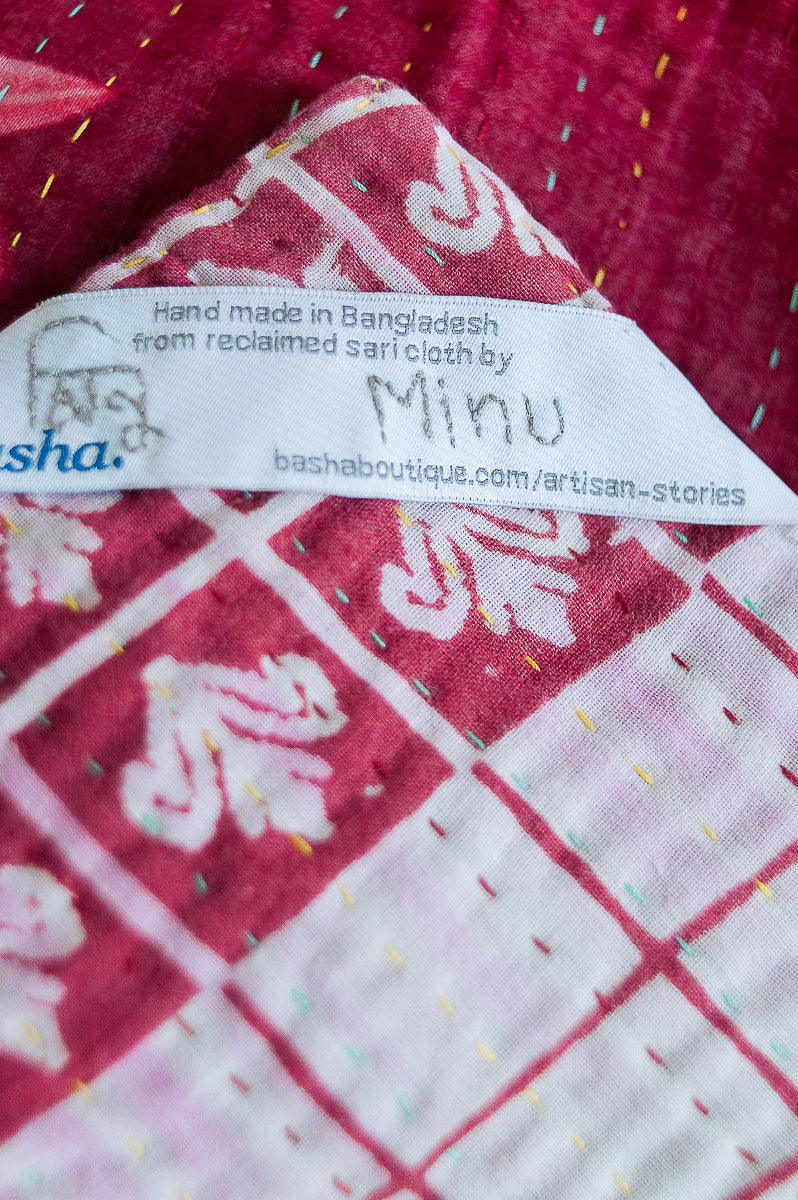 Hand made in Bangladesh
from reclaimed sari cloth by
মিনু
Minu
asha.
bashaboutique.com/artisan-stories